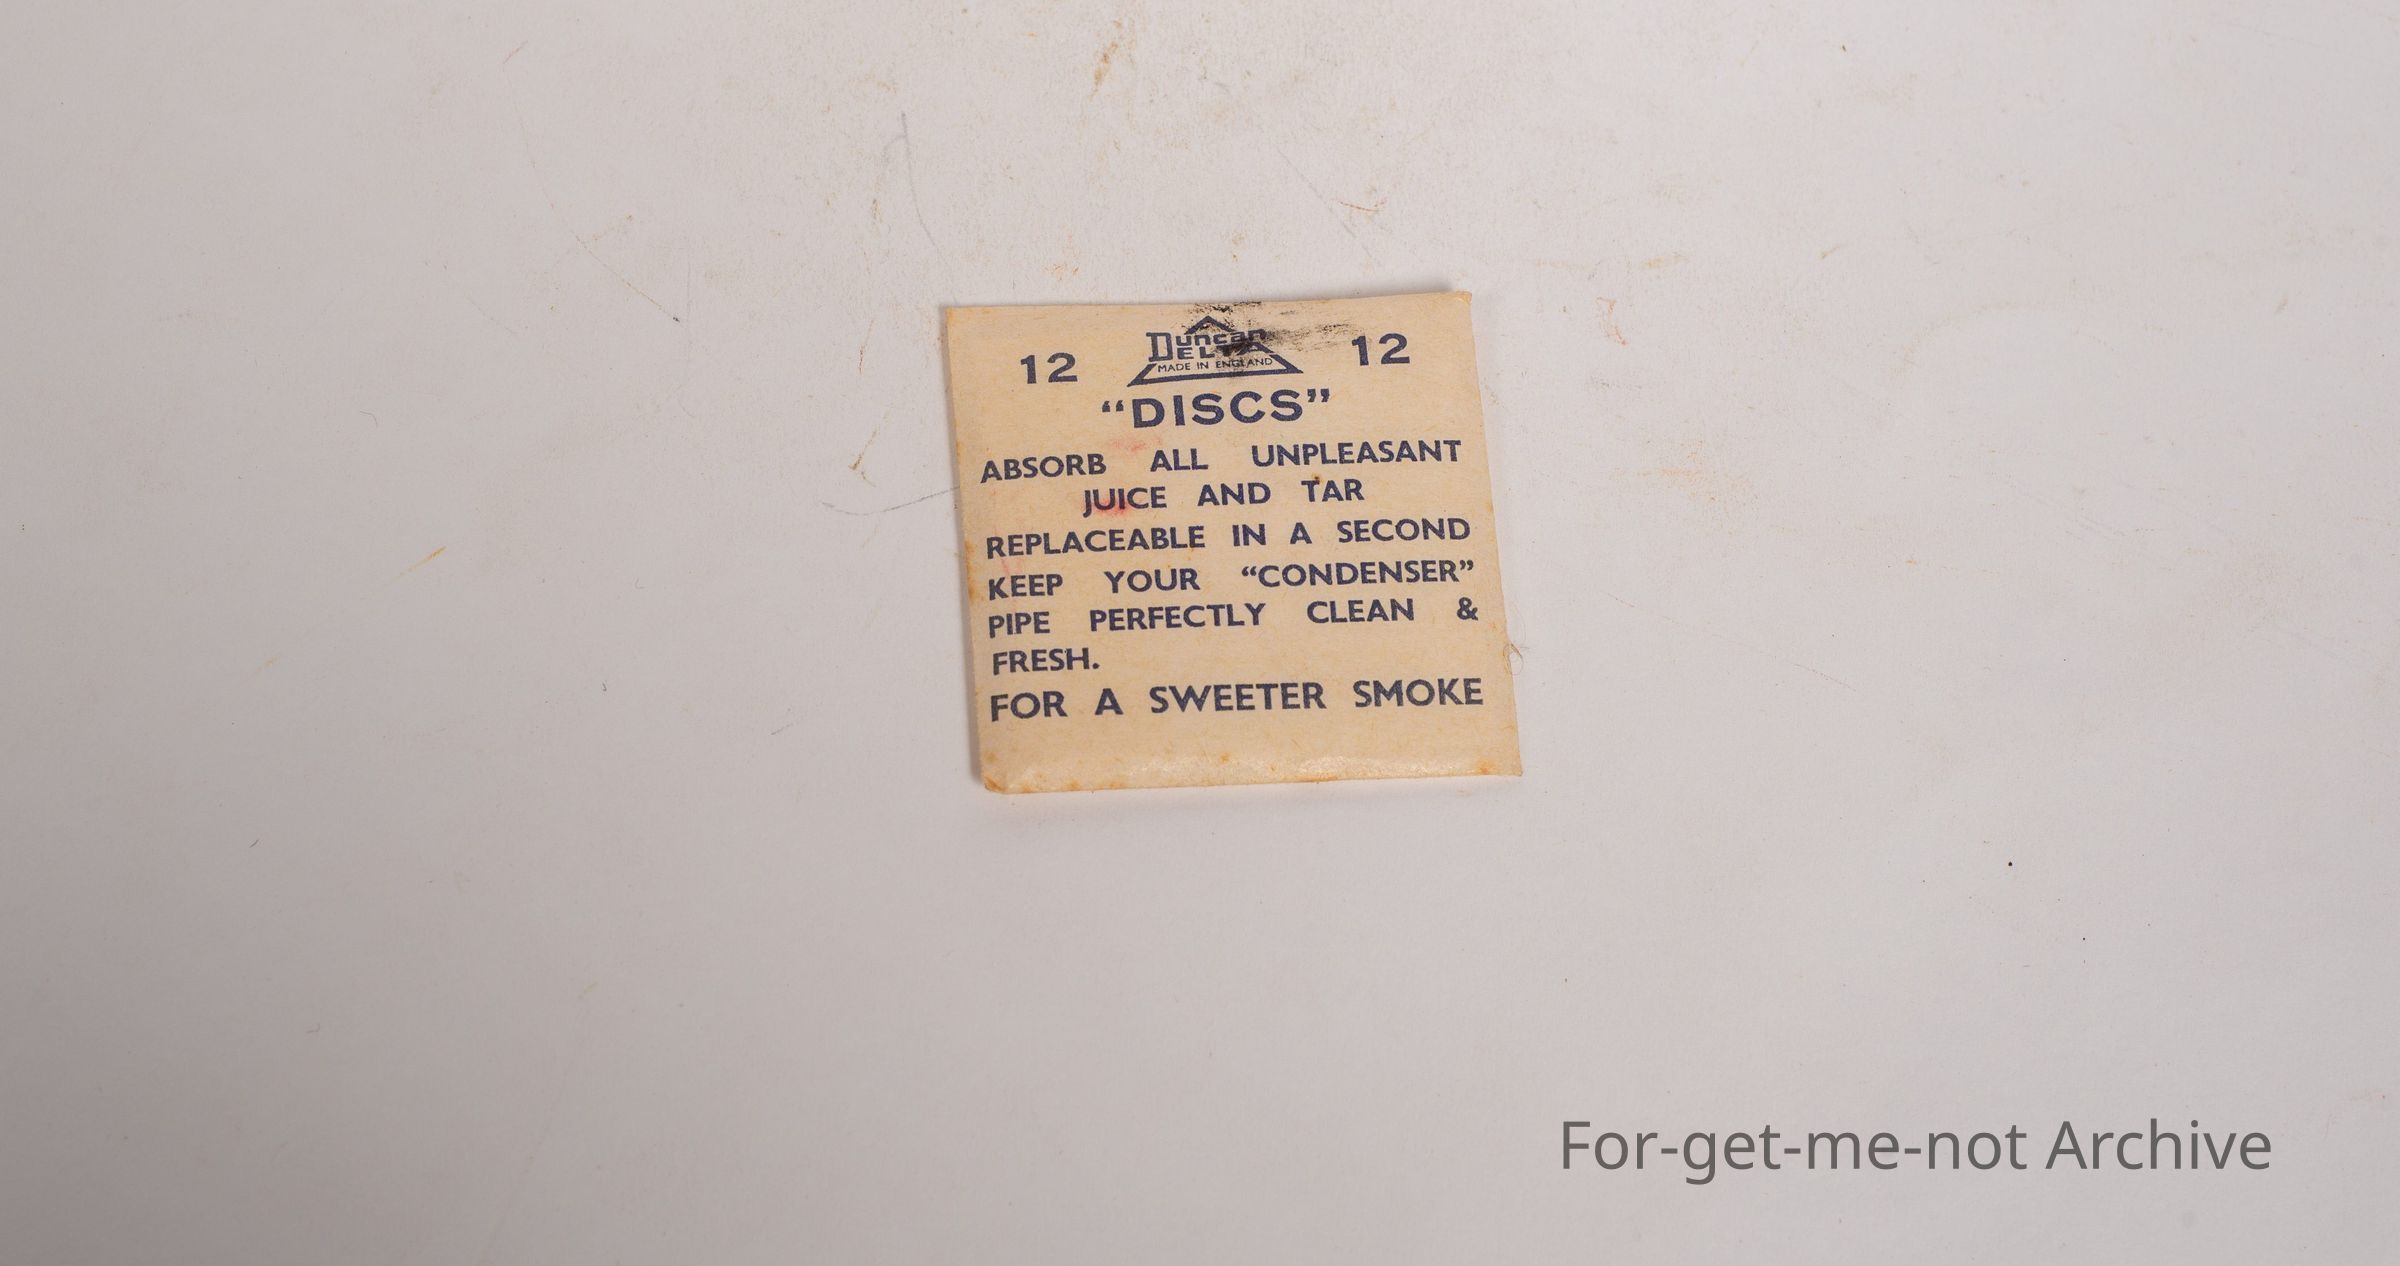 12 Duncan 12
DELTA
MADE IN ENGLAND
“DISCS”
ABSORB ALL UNPLEASANT
JUICE AND TAR
REPLACEABLE IN A SECOND
KEEP YOUR “CONDENSER”
PIPE PERFECTLY CLEAN &
FRESH.
FOR A SWEETER SMOKE
For-get-me-not Archive